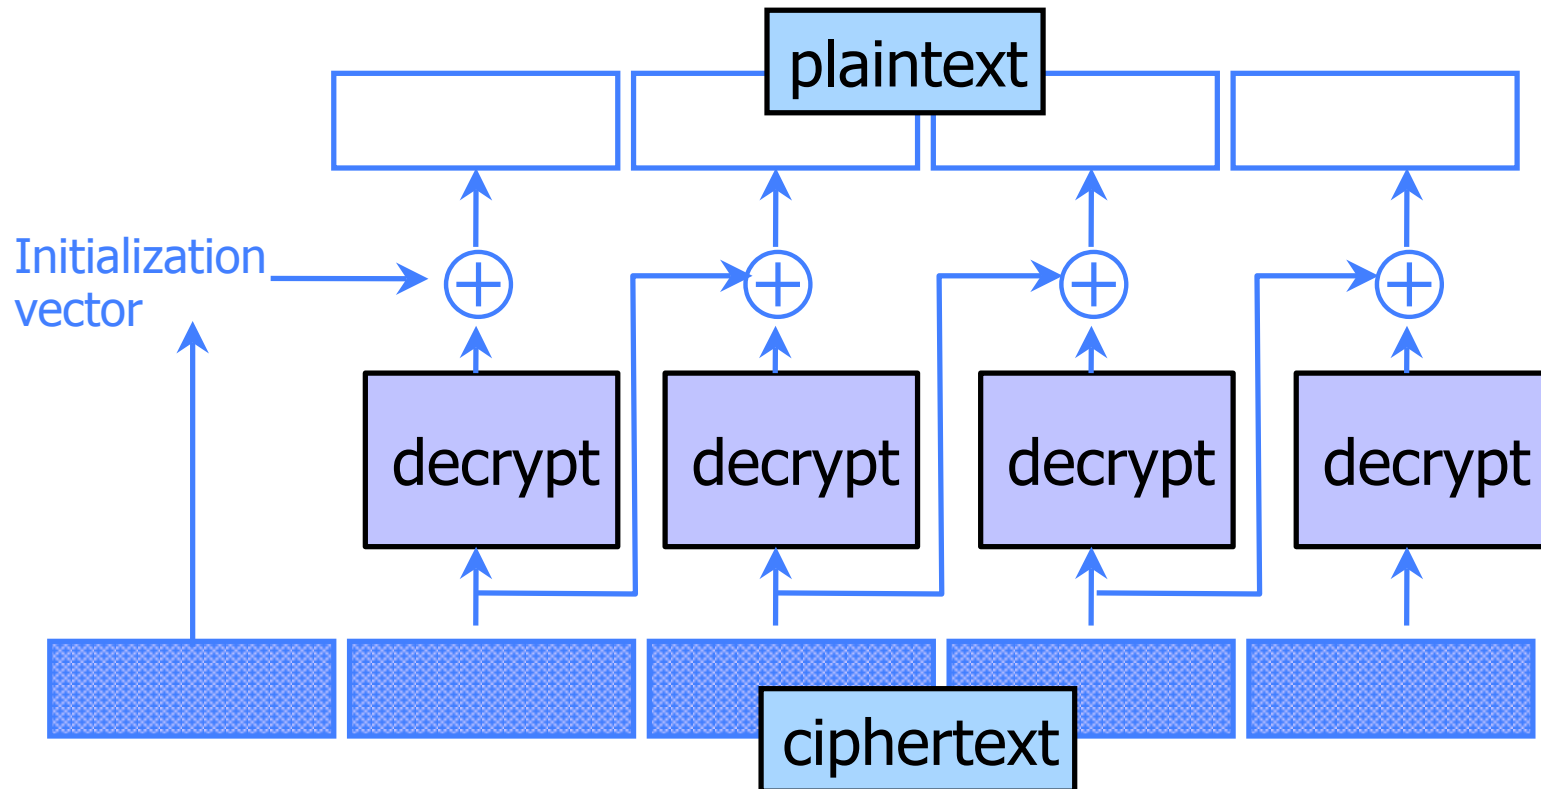 plaintext
Initialization
vector
decrypt decrypt decrypt decrypt
ciphertext